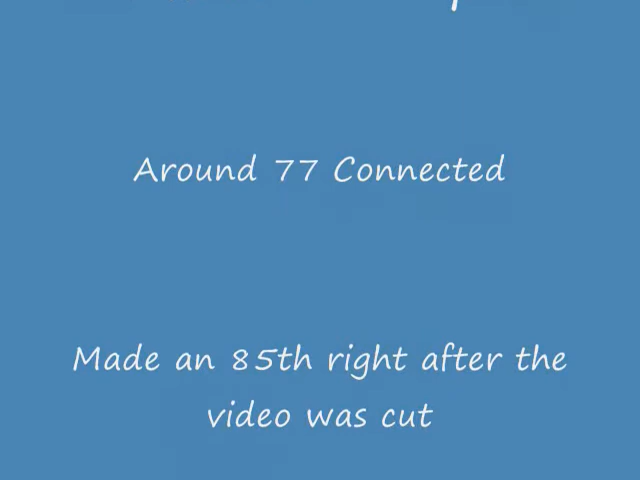 Around 77 Connected
Made an 85th right after the
video was cut